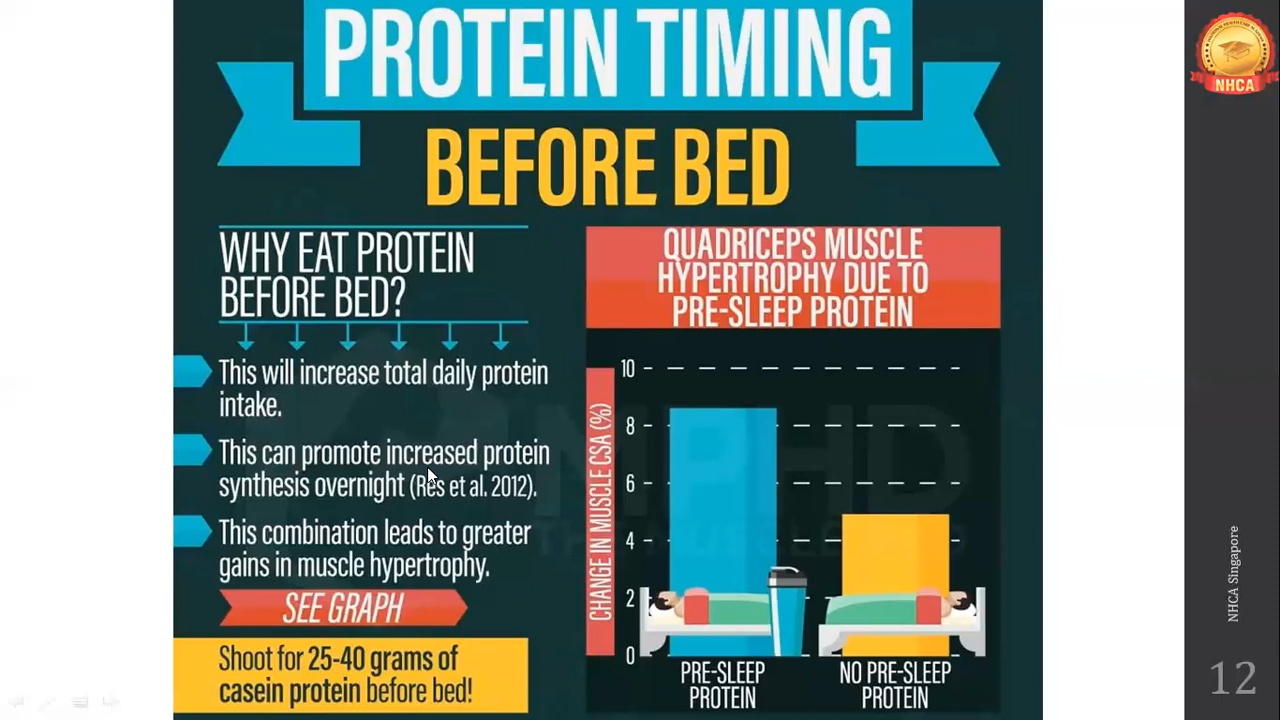 PROTEIN TIMING
BEFORE BED
WHY EAT PROTEIN
BEFORE BED?
This will increase total daily protein
intake.
This can promote increased protein
synthesis overnight (Res et al. 2012).
This combination leads to greater
gains in muscle hypertrophy.
SEE GRAPH
Shoot for 25-40 grams of
casein protein before bed!
QUADRICEPS MUSCLE
HYPERTROPHY DUE TO
PRE-SLEEP PROTEIN
CHANGE IN MUSCLE CSA (%)
10
8
6
4
2
0
PRE-SLEEP
PROTEIN
NO PRE-SLEEP
PROTEIN
NHCA
NHCA Singapore
12